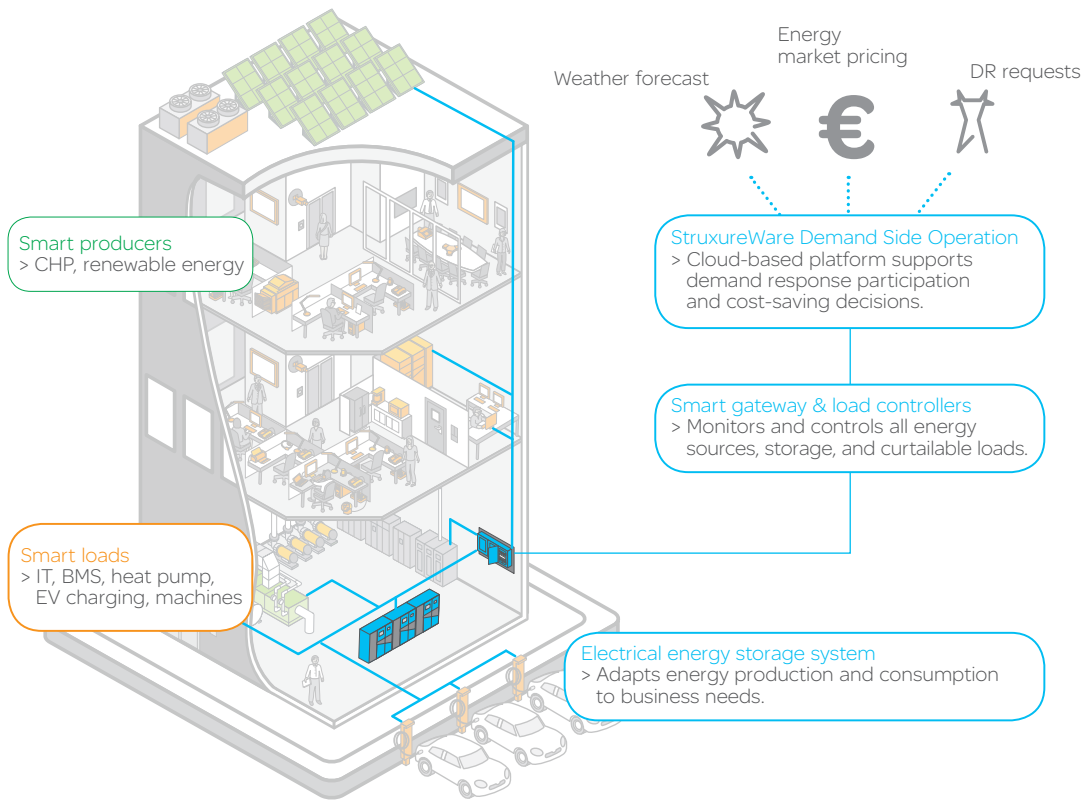 Weather forecast
Energy
market pricing
DR requests
€
Smart producers
> CHP, renewable energy
StruxureWare Demand Side Operation
> Cloud-based platform supports
demand response participation
and cost-saving decisions.
Smart gateway & load controllers
> Monitors and controls all energy
sources, storage, and curtailable loads.
Smart loads
> IT, BMS, heat pump,
EV charging, machines
Electrical energy storage system
> Adapts energy production and consumption
to business needs.